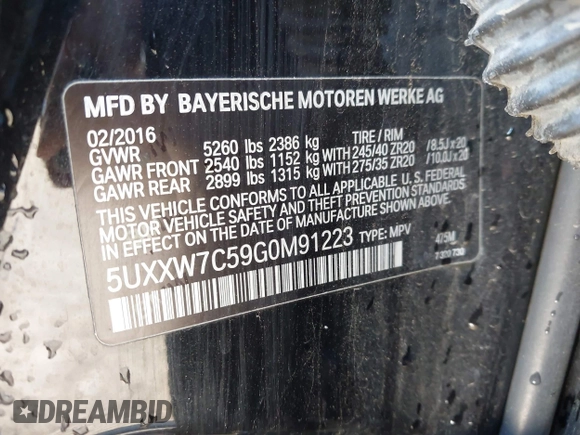 MFD BY BAYERISCHE MOTOREN WERKE AG
02/2016 TIRE / RIM
GVWR 5260 lbs 2386 kg
GAWR FRONT 2540 lbs 1152 kg WITH 245/40 ZR20 / 8.5J x 20
GAWR REAR 2899 lbs 1315 kg WITH 275/35 ZR20 / 10.0J x 20
THIS VEHICLE CONFORMS TO ALL APPLICABLE U.S. FEDERAL
MOTOR VEHICLE SAFETY AND THEFT PREVENTION STANDARDS
IN EFFECT ON THE DATE OF MANUFACTURE SHOWN ABOVE.
5UXXW7C59G0M91223 TYPE: MPV 475M
DREAMBID